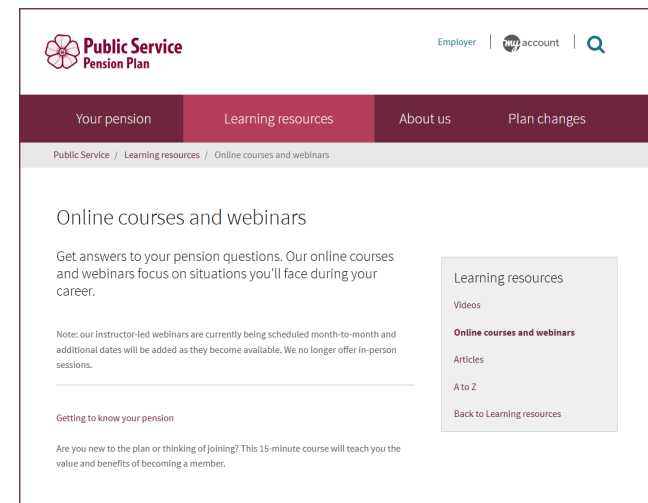 Public Service
Pension Plan
Employer
my account
Your pension
Learning resources
About us
Plan changes
Public Service / Learning resources / Online courses and webinars
Online courses and webinars
Get answers to your pension questions. Our online courses
and webinars focus on situations you'll face during your
career.
Note: our instructor-led webinars are currently being scheduled month-to-month and
additional dates will be added as they become available. We no longer offer in-person
sessions.
Getting to know your pension
Are you new to the plan or thinking of joining? This 15-minute course will teach you the
value and benefits of becoming a member.
Learning resources
Videos
Online courses and webinars
Articles
A to Z
Back to Learning resources